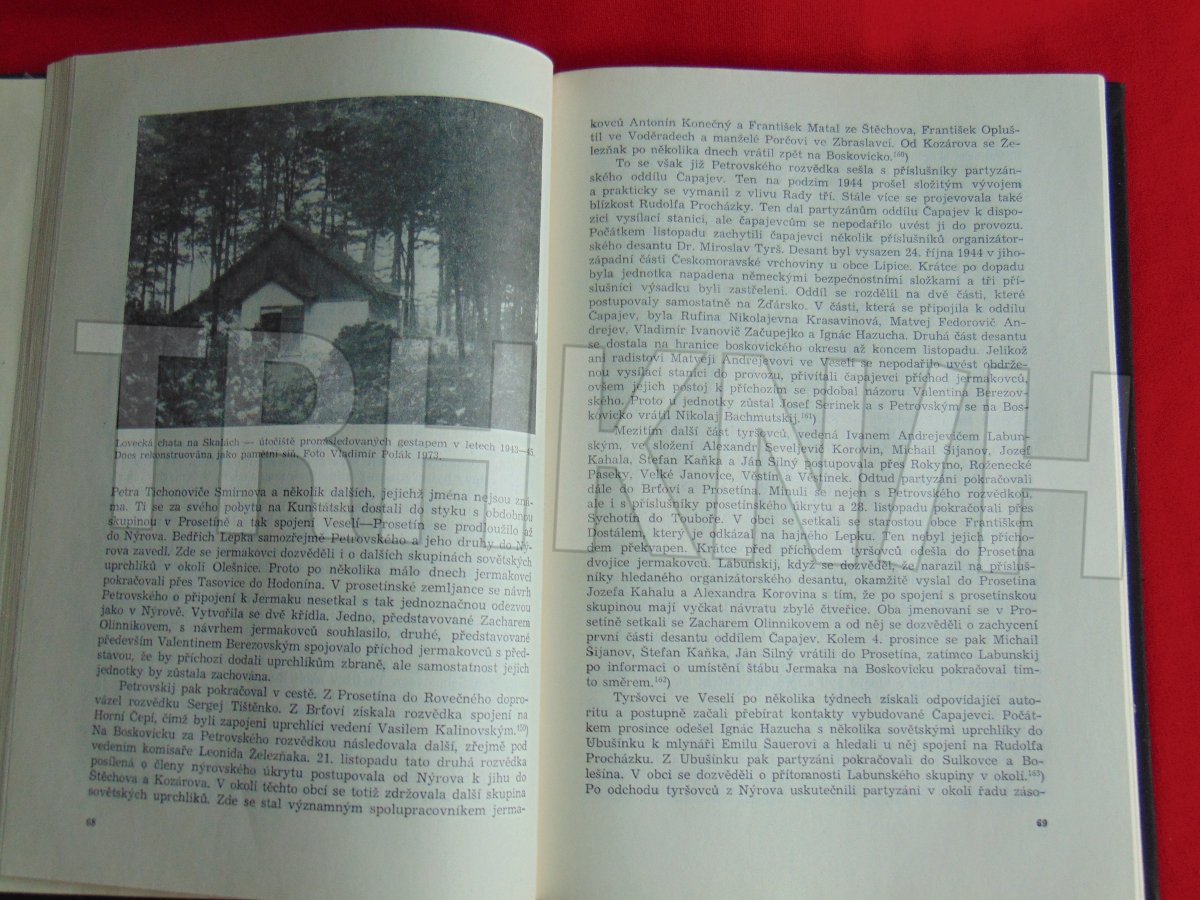 Lovecká chata na Skalách — útočiště pronásledovaných gestapem v letech 1943—45.
Dnes rekonstruována jako pamětní síň. Foto Vladimír Polák 1973.
Petra Tichonoviče Smirnova a několik dalších, jejichž jména nejsou zná-
ma. Ti se za svého pobytu na Kunštátsku dostali do styku s obdobnou
skupinou v Prosetíně a tak spojení Veselí—Prosetín se prodloužilo až
do Nýrova. Bedřich Lepka samozřejmě Petrovského a jeho druhy do Ný-
rova zavedl. Zde se jermakovci dozvěděli i o dalších skupinách sovětských
uprchlíků v okolí Olešnice. Proto po několika málo dnech jermakovci
pokračovali přes Tasovice do Hodonína. V prosetínské zemljance se návrh
Petrovského o připojení k Jermaku nesetkal s tak jednoznačnou odezvou
jako v Nýrově. Vytvořila se dvě křídla. Jedno, představované Zacharem
Olinnikovem, s návrhem jermakovců souhlasilo, druhé, představované
především Valentinem Berezovským spojovalo příchod jermakovců s před-
stavou, že by příchozí dodali uprchlíkům zbraně, ale samostatnost jejich
jednotky by zůstala zachována.
Petrovskij pak pokračoval v cestě. Z Prosetína do Rovečného dopro-
vázel rozvědku Sergej Tištěnko. Z Brťoví získala rozvědka spojení na
Horní Čepí, čímž byli zapojeni uprchlíci vedení Vasilem Kalinovským.¹⁵⁹)
Na Boskovicku za Petrovského rozvědkou následovala další, zřejmě pod
vedením komisaře Leonida Železňaka. 21. listopadu tato druhá rozvědka
posílená o členy nýrovského úkrytu postupovala od Nýrova k jihu do
Štěchova a Kozárova. V okolí těchto obcí se totiž zdržovala další skupina
sovětských uprchlíků. Zde se stal významným spolupracovníkem jerma-
68
kovců Antonín Konečný a František Matal ze Štěchova, František Opluš-
til ve Voděradech a manželé Porčovi ve Zbraslavci. Od Kozárova se Že-
lezňak po několika dnech vrátil zpět na Boskovicko.¹⁶⁰)
To se však již Petrovského rozvědka sešla s příslušníky partyzán-
ského oddílu Čapajev. Ten na podzim 1944 prošel složitým vývojem
a prakticky se vymanil z vlivu Rady tří. Stále více se projevovala také
blízkost Rudolfa Procházky. Ten dal partyzánům oddílu Čapajev k dispo-
zici vysílací stanici, ale čapajevcům se nepodařilo uvést ji do provozu.
Počátkem listopadu zachytili čapajevci několik příslušníků organizátor-
ského desantu Dr. Miroslav Tyrš. Desant byl vysazen 24. října 1944 v jiho-
západní části Českomoravské vrchoviny u obce Lipice. Krátce po dopadu
byla jednotka napadena německými bezpečnostními složkami a tři pří-
slušníci výsadku byli zastřeleni. Oddíl se rozdělil na dvě části, které
postupovaly samostatně na Žďársko. V části, která se připojila k oddílu
Čapajev, byla Rufina Nikolajevna Krasavinová, Matvej Fedorovič An-
drejev, Vladimír Ivanovič Začupejko a Ignác Hazucha. Druhá část desantu
se dostala na hranice boskovického okresu až koncem listopadu. Jelikož
ani radistovi Matvěji Andrejevovi ve Veselí se nepodařilo uvést obdrže-
nou vysílací stanici do provozu, přivítali čapajevci příchod jermakovců,
ovšem jejich postoj k příchozím se podobal názoru Valentina Berezov-
ského. Proto u jednotky zůstal Josef Serinek a s Petrovským se na Bos-
kovicko vrátil Nikolaj Bachmutskij.¹⁶¹)
Mezitím další část tyršovců, vedená Ivanem Andrejevičem Labun-
ským, ve složení Alexandr Seveljevič Korovin, Michail Šijanov, Jozef
Kahala, Štefan Kaňka a Ján Silný postupovala přes Rokyno, Roženecké
Paseky, Velké Janovice, Věstín a Věstínek. Odtud partyzáni pokračovali
dále do Brťoví a Prosetína. Minuli se nejen s Petrovského rozvědkou,
ale i s příslušníky prosetínského úkrytu a 28. listopadu pokračovali přes
Sychotín do Touboře. V obci se setkali se starostou obce Františkem
Dostálem, který je odkázal na hajného Lepku. Ten nebyl jejich přícho-
dem překvapen. Krátce před příchodem tyršovců odešla do Prosetína
dvojice jermakovců. Labunskij, když se dozvěděl, že narazil na přísluš-
níky hledaného organizátorského desantu, okamžitě vyslal do Prosetína
Jozefa Kahalu a Alexandra Korovina s tím, že po spojení s prosetínskou
skupinou mají vyčkat návratu zbylé čtveřice. Oba jmenovaní se v Pro-
setíně setkali se Zacharem Olinnikovem a od něj se dozvěděli o zachycení
první části desantu oddílem Čapajev. Kolem 4. prosince se pak Michail
Šijanov, Štefan Kaňka, Ján Silný vrátili do Prosetína, zatímco Labunskij
po informaci o umístění štábu Jermaka na Boskovicku pokračoval tím-
to směrem.¹⁶²)
Tyršovci ve Veselí po několika týdnech získali odpovídající auto-
ritu a postupně začali přebírat kontakty vybudované Čapajevci. Počát-
kem prosince odešel Ignác Hazucha s několika sovětskými uprchlíky do
Ubušínku k mlynáři Emilu Sauerovi a hledali u něj spojení na Rudolfa
Procházku. Z Ubušínku pak partyzáni pokračovali do Sulkovce a Bo-
lešína. V obci se dozvěděli o přítomnosti Labunského skupiny v okolí.¹⁶³)
Po odchodu tyršovců z Nýrova uskutečnili partyzáni v okolí řadu záso-
69
TRHKNIH